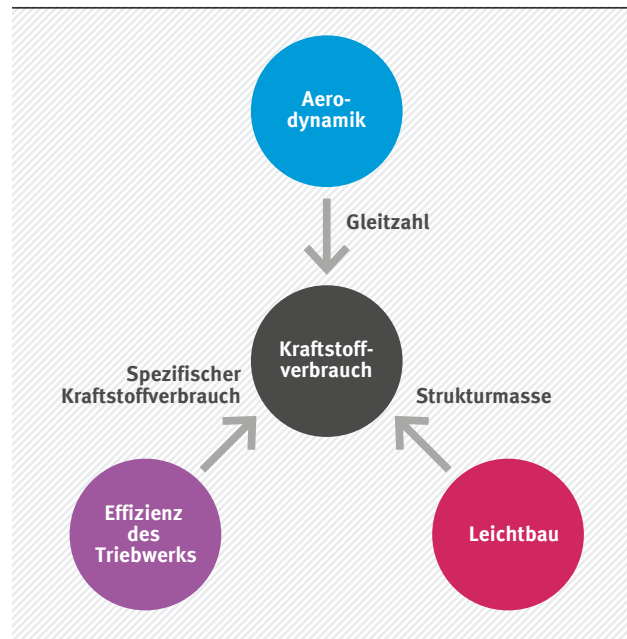 Aero-
dynamik
Gleitzahl
Kraftstoff-
verbrauch
Spezifischer
Kraftstoffverbrauch
Strukturmasse
Effizienz
des
Triebwerks
Leichtbau